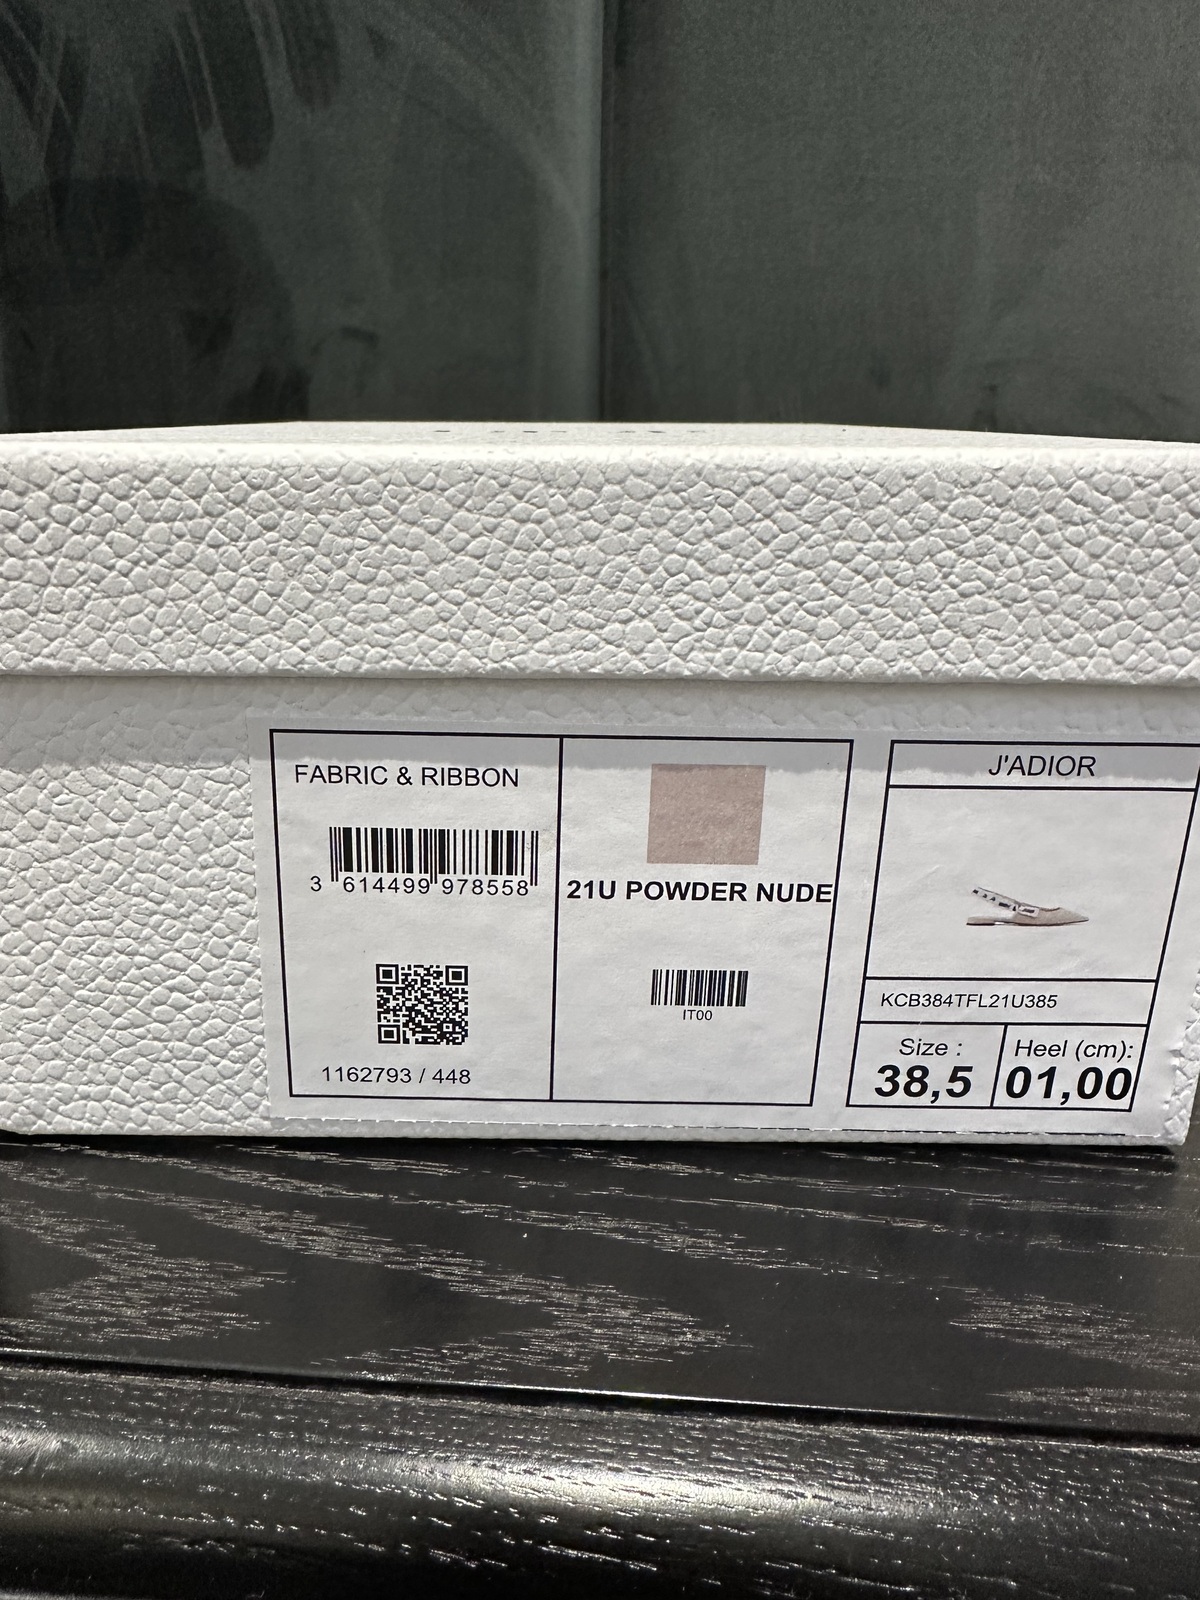 FABRIC & RIBBON
3 614499 978558
1162793 / 448
21U POWDER NUDE
IT00
J'ADIOR
KCB384TFL21U385
Size :
38,5
Heel (cm):
01,00